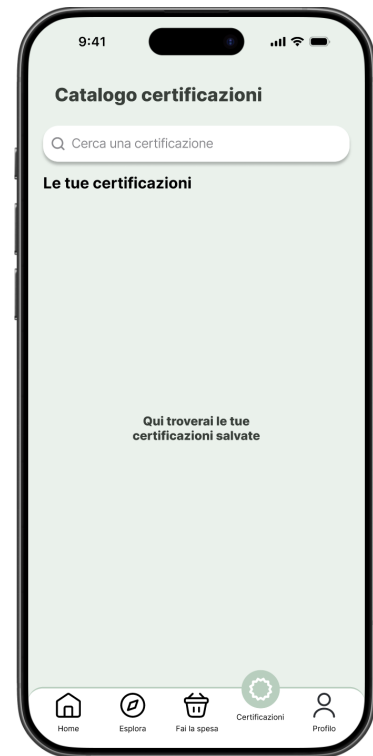 9:41
Catalogo certificazioni
Cerca una certificazione
Le tue certificazioni
Qui troverai le tue
certificazioni salvate
Home
Esplora
Fai la spesa
Certificazioni
Profilo